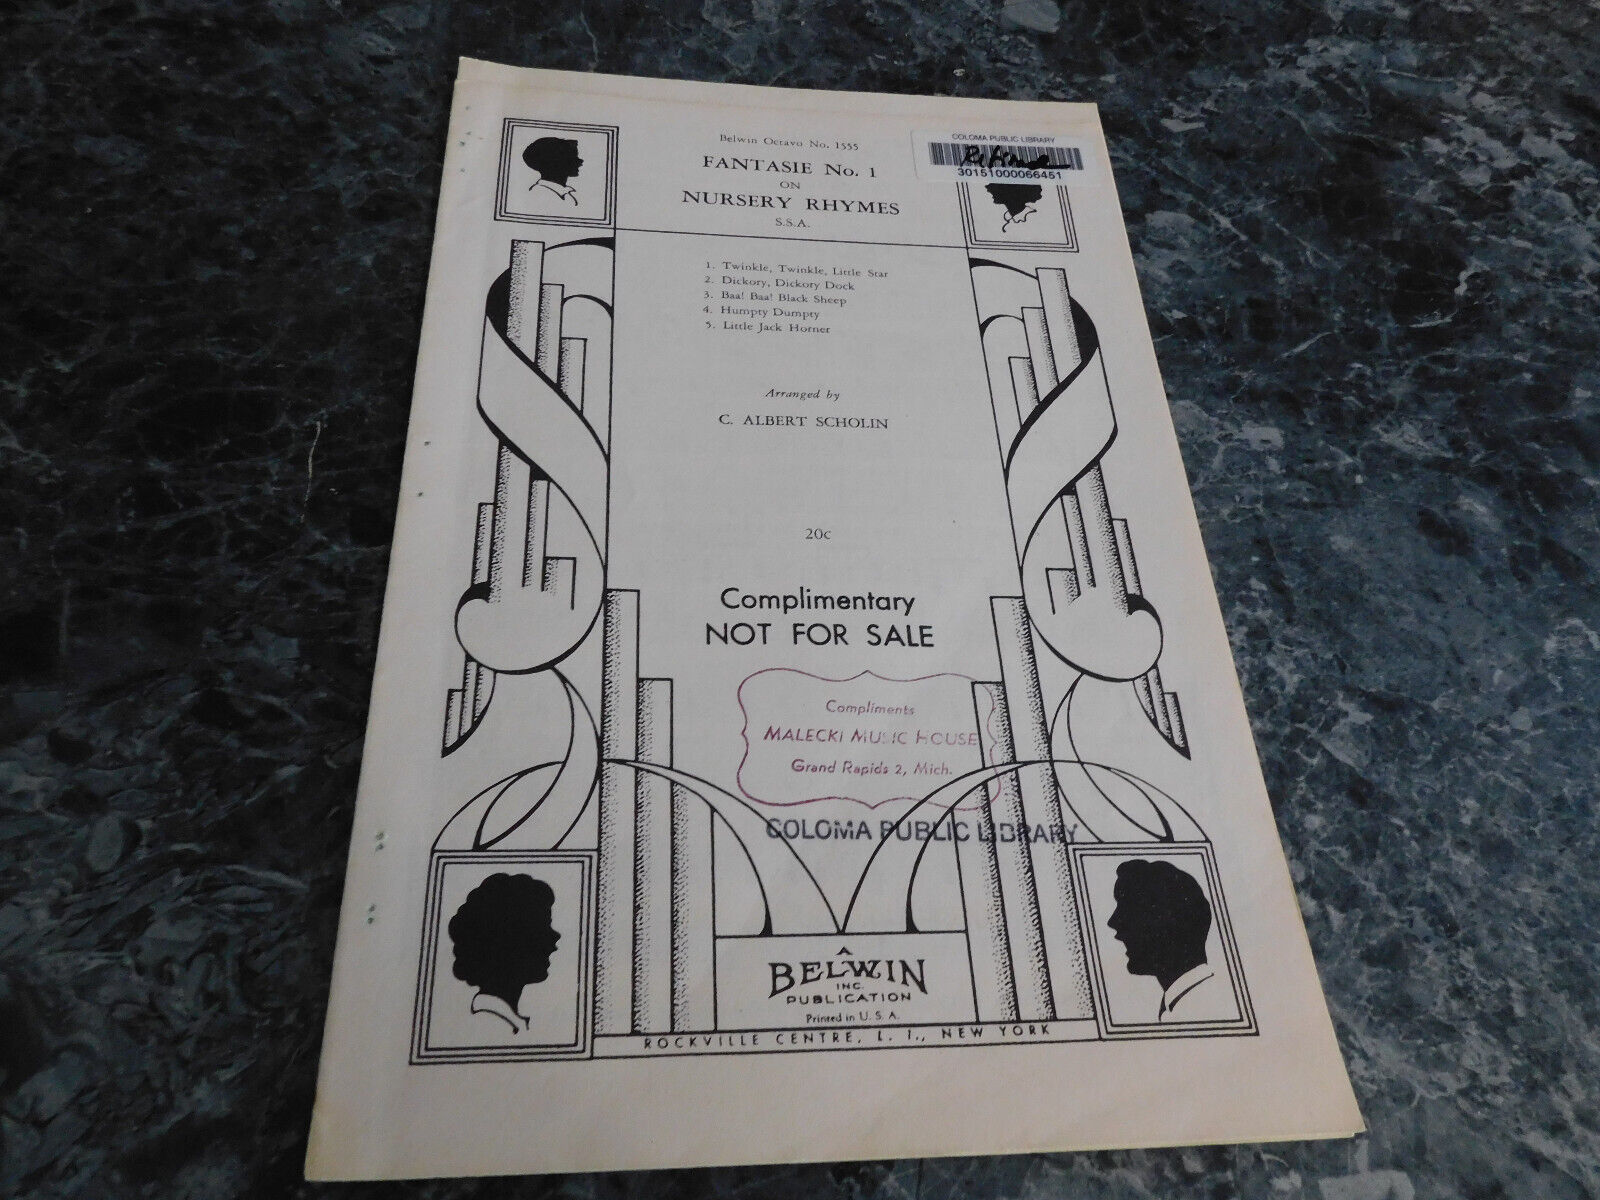 Belwin Octavo No. 1555
FANTASIE No. 1
ON
NURSERY RHYMES
S.S.A.
COLOMA PUBLIC LIBRARY
30151000066451
1. Twinkle, Twinkle, Little Star
2. Dickory, Dickory Dock
3. Baa! Baa! Black Sheep
4. Humpty Dumpty
5. Little Jack Horner
Arranged by
C. ALBERT SCHOLIN
20c
Complimentary
NOT FOR SALE
Compliments
MALECKI MUSIC HOUSE
Grand Rapids 2, Mich.
COLOMA PUBLIC LIBRARY
A
BELWIN
INC.
PUBLICATION
Printed in U. S. A.
ROCKVILLE CENTRE, L. I., NEW YORK